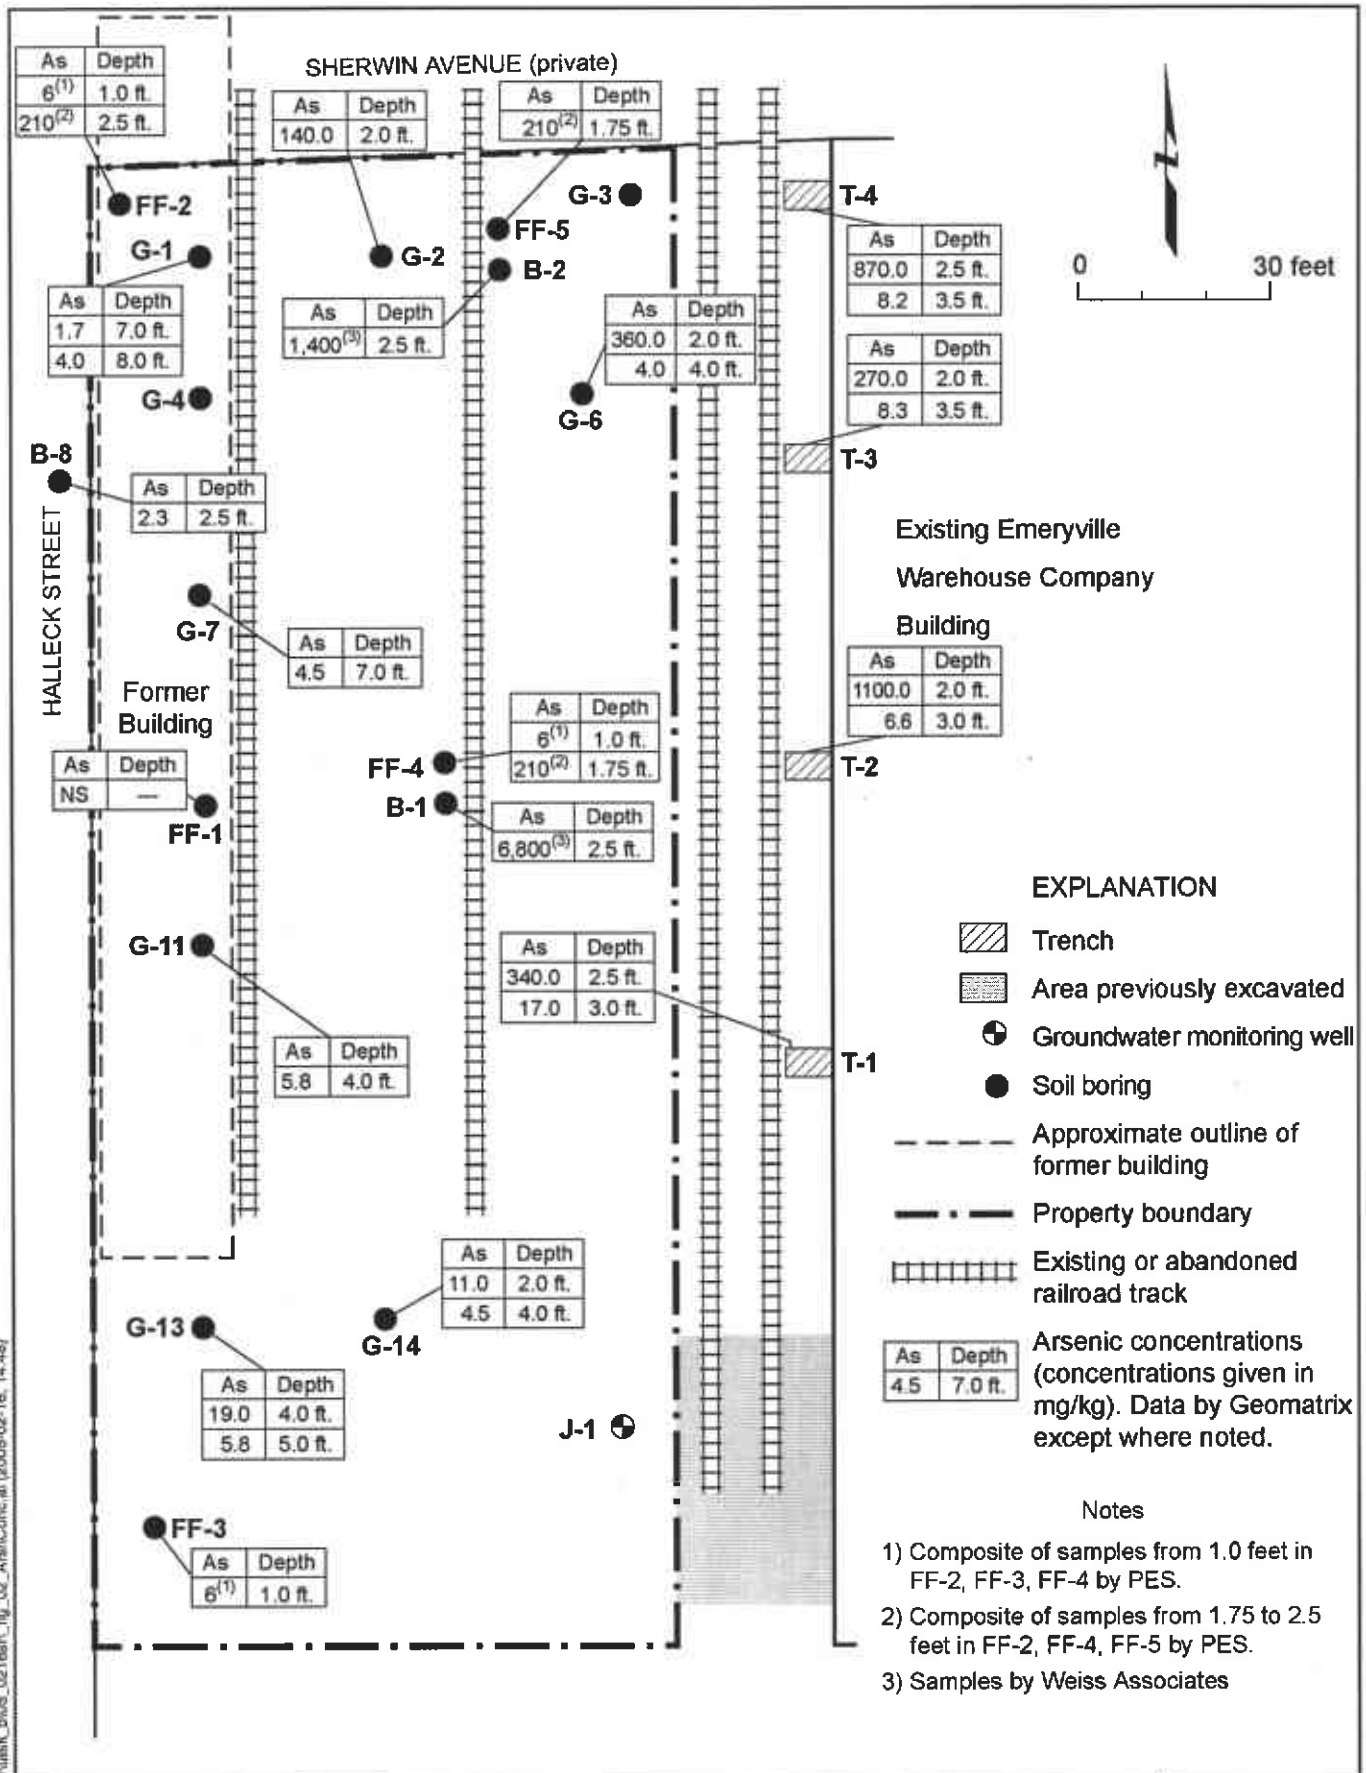 SHERWIN AVENUE (private)
As Depth
6(1) 1.0 ft.
210(2) 2.5 ft.
As Depth
140.0 2.0 ft.
As Depth
210(2) 1.75 ft.
FF-2
G-1
G-2
FF-5
B-2
G-3
T-4
0 30 feet
As Depth
1.7 7.0 ft.
4.0 8.0 ft.
As Depth
1,400(3) 2.5 ft.
As Depth
360.0 2.0 ft.
4.0 4.0 ft.
As Depth
870.0 2.5 ft.
8.2 3.5 ft.
As Depth
270.0 2.0 ft.
8.3 3.5 ft.
G-4
G-6
T-3
B-8
As Depth
2.3 2.5 ft.
HALLECK STREET
Existing Emeryville
Warehouse Company
Building
G-7
As Depth
4.5 7.0 ft.
As Depth
1100.0 2.0 ft.
6.6 3.0 ft.
Former
Building
As Depth
6(1) 1.0 ft.
210(2) 1.75 ft.
FF-4
T-2
As Depth
NS —
FF-1
B-1
As Depth
6,800(3) 2.5 ft.
G-11
As Depth
5.8 4.0 ft.
As Depth
340.0 2.5 ft.
17.0 3.0 ft.
T-1
G-13
As Depth
19.0 4.0 ft.
5.8 5.0 ft.
As Depth
11.0 2.0 ft.
4.5 4.0 ft.
G-14
J-1
FF-3
As Depth
6(1) 1.0 ft.
EXPLANATION
Trench
Area previously excavated
Groundwater monitoring well
Soil boring
Approximate outline of
former building
Property boundary
Existing or abandoned
railroad track
As Depth
4.5 7.0 ft.
Arsenic concentrations
(concentrations given in
mg/kg). Data by Geomatrix
except where noted.
Notes
1) Composite of samples from 1.0 feet in
FF-2, FF-3, FF-4 by PES.
2) Composite of samples from 1.75 to 2.5
feet in FF-2, FF-4, FF-5 by PES.
3) Samples by Weiss Associates